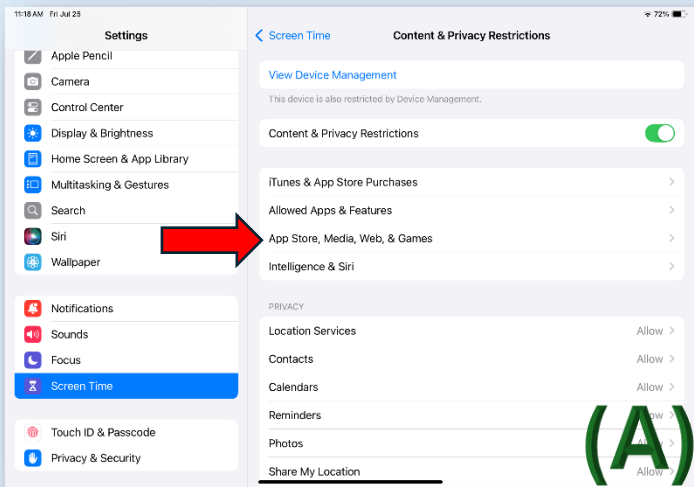 11:18 AM Fri Jul 25
72%
Settings
Apple Pencil
Camera
Control Center
Display & Brightness
Home Screen & App Library
Multitasking & Gestures
Search
Siri
Wallpaper
Notifications
Sounds
Focus
Screen Time
Touch ID & Passcode
Privacy & Security
Screen Time
Content & Privacy Restrictions
View Device Management
This device is also restricted by Device Management.
Content & Privacy Restrictions
iTunes & App Store Purchases
Allowed Apps & Features
App Store, Media, Web, & Games
Intelligence & Siri
PRIVACY
Location Services Allow
Contacts Allow
Calendars Allow
Reminders Allow
Photos Allow
Share My Location Allow
(A)